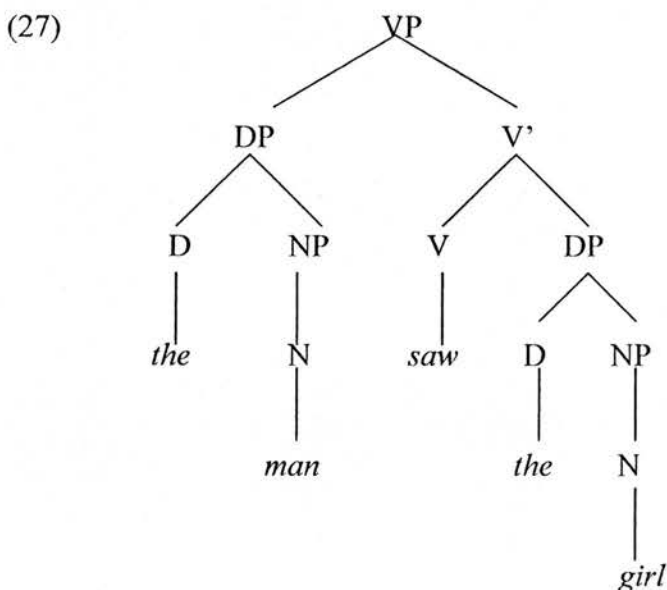 (27) VP
DP V’
D NP V DP
the N saw D NP
man the N
girl